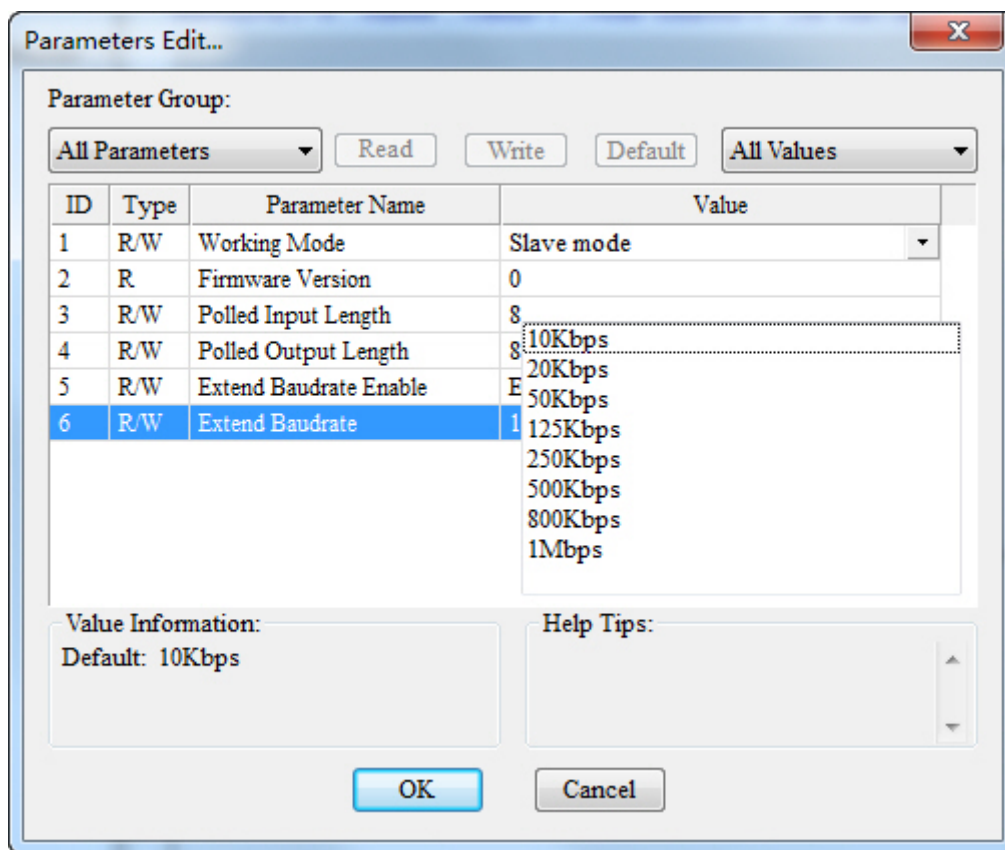 Parameters Edit...
Parameter Group:
All Parameters Read Write Default All Values
ID Type Parameter Name Value
1 R/W Working Mode Slave mode
2 R Firmware Version 0
3 R/W Polled Input Length 8
4 R/W Polled Output Length 8
5 R/W Extend Baudrate Enable E
6 R/W Extend Baudrate 1
10Kbps
20Kbps
50Kbps
125Kbps
250Kbps
500Kbps
800Kbps
1Mbps
Value Information:
Default: 10Kbps
Help Tips:
OK Cancel